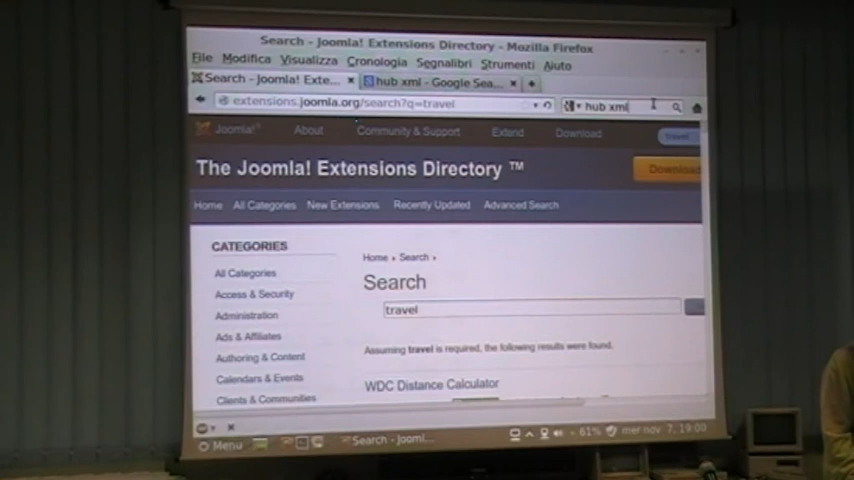 Search - Joomla! Extensions Directory - Mozilla Firefox
File Modifica Visualizza Cronologia Segnalibri Strumenti Aiuto
Search - Joomla! Exte... hub xml - Google Sea...
extensions.joomla.org/search?q=travel hub xml
Joomla! About Community & Support Extend Download travel
The Joomla! Extensions Directory ™ Download
Home All Categories New Extensions Recently Updated Advanced Search
CATEGORIES
Home Search
All Categories
Search
Access & Security
travel
Administration
Ads & Affiliates
Assuming travel is required, the following results were found.
Authoring & Content
Calendars & Events
WDC Distance Calculator
Clients & Communities
Menu Search - Jooml... 61% mer nov 7, 19:00